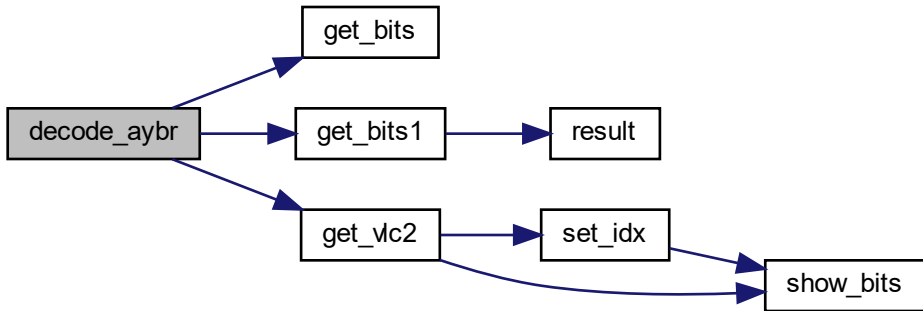 get_bits
decode_aybr
get_bits1
result
get_vlc2
set_idx
show_bits